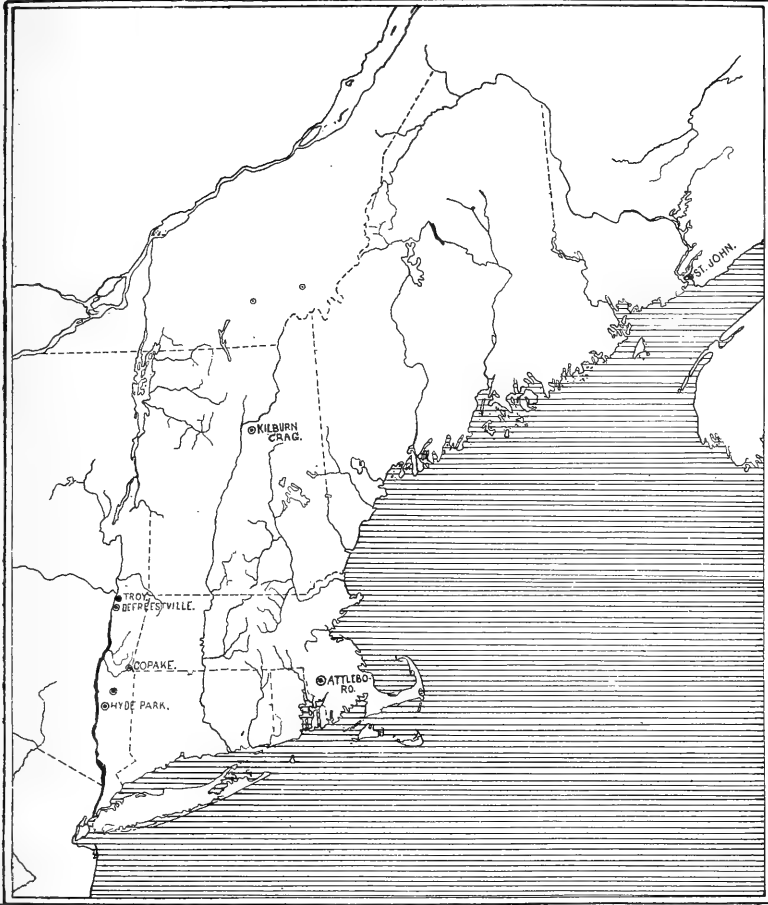 ST. JOHN.
KILBURN
CRAG.
TROY.
DEFREESTVILLE.
COPAKE.
ATTLEBO-
RO.
HYDE PARK.